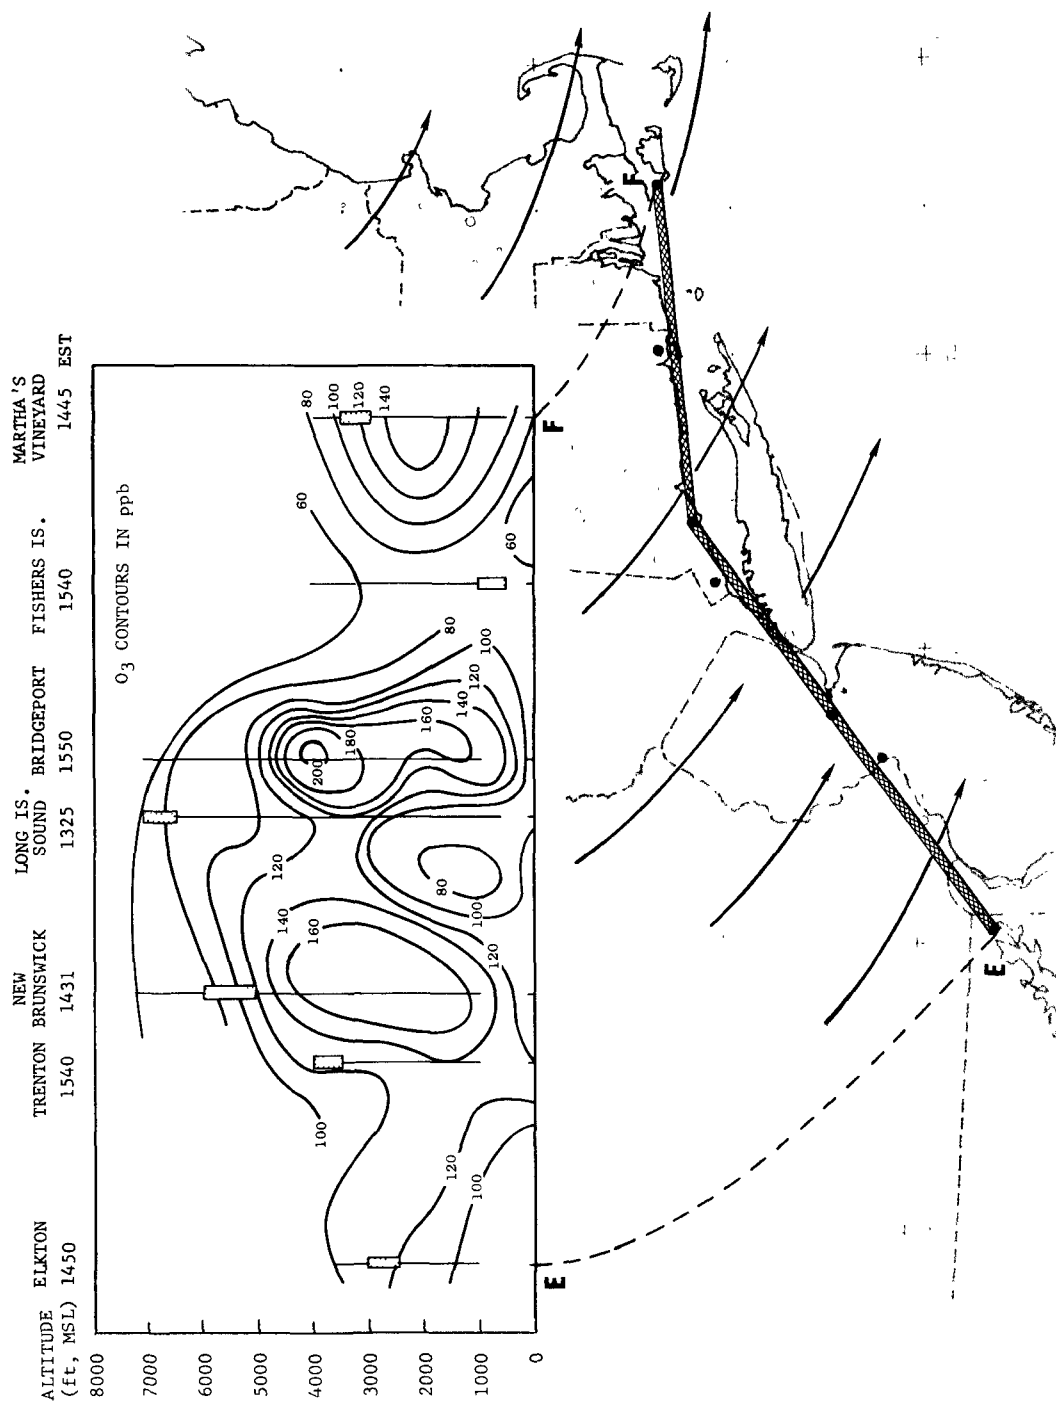 ALTITUDE
(ft, MSL)
ELKTON
1450
TRENTON
1540
NEW
BRUNSWICK
1431
LONG IS.
SOUND
1325
BRIDGEPORT
1550
FISHERS IS.
1540
MARTHA'S
VINEYARD
1445
EST
8000
7000
6000
5000
4000
3000
2000
1000
0
O3 CONTOURS IN ppb
100
120
100
120
140
160
120
80
100
120
200
180
160
140
120
100
80
60
60
80
100
120
140
E
F
E
F